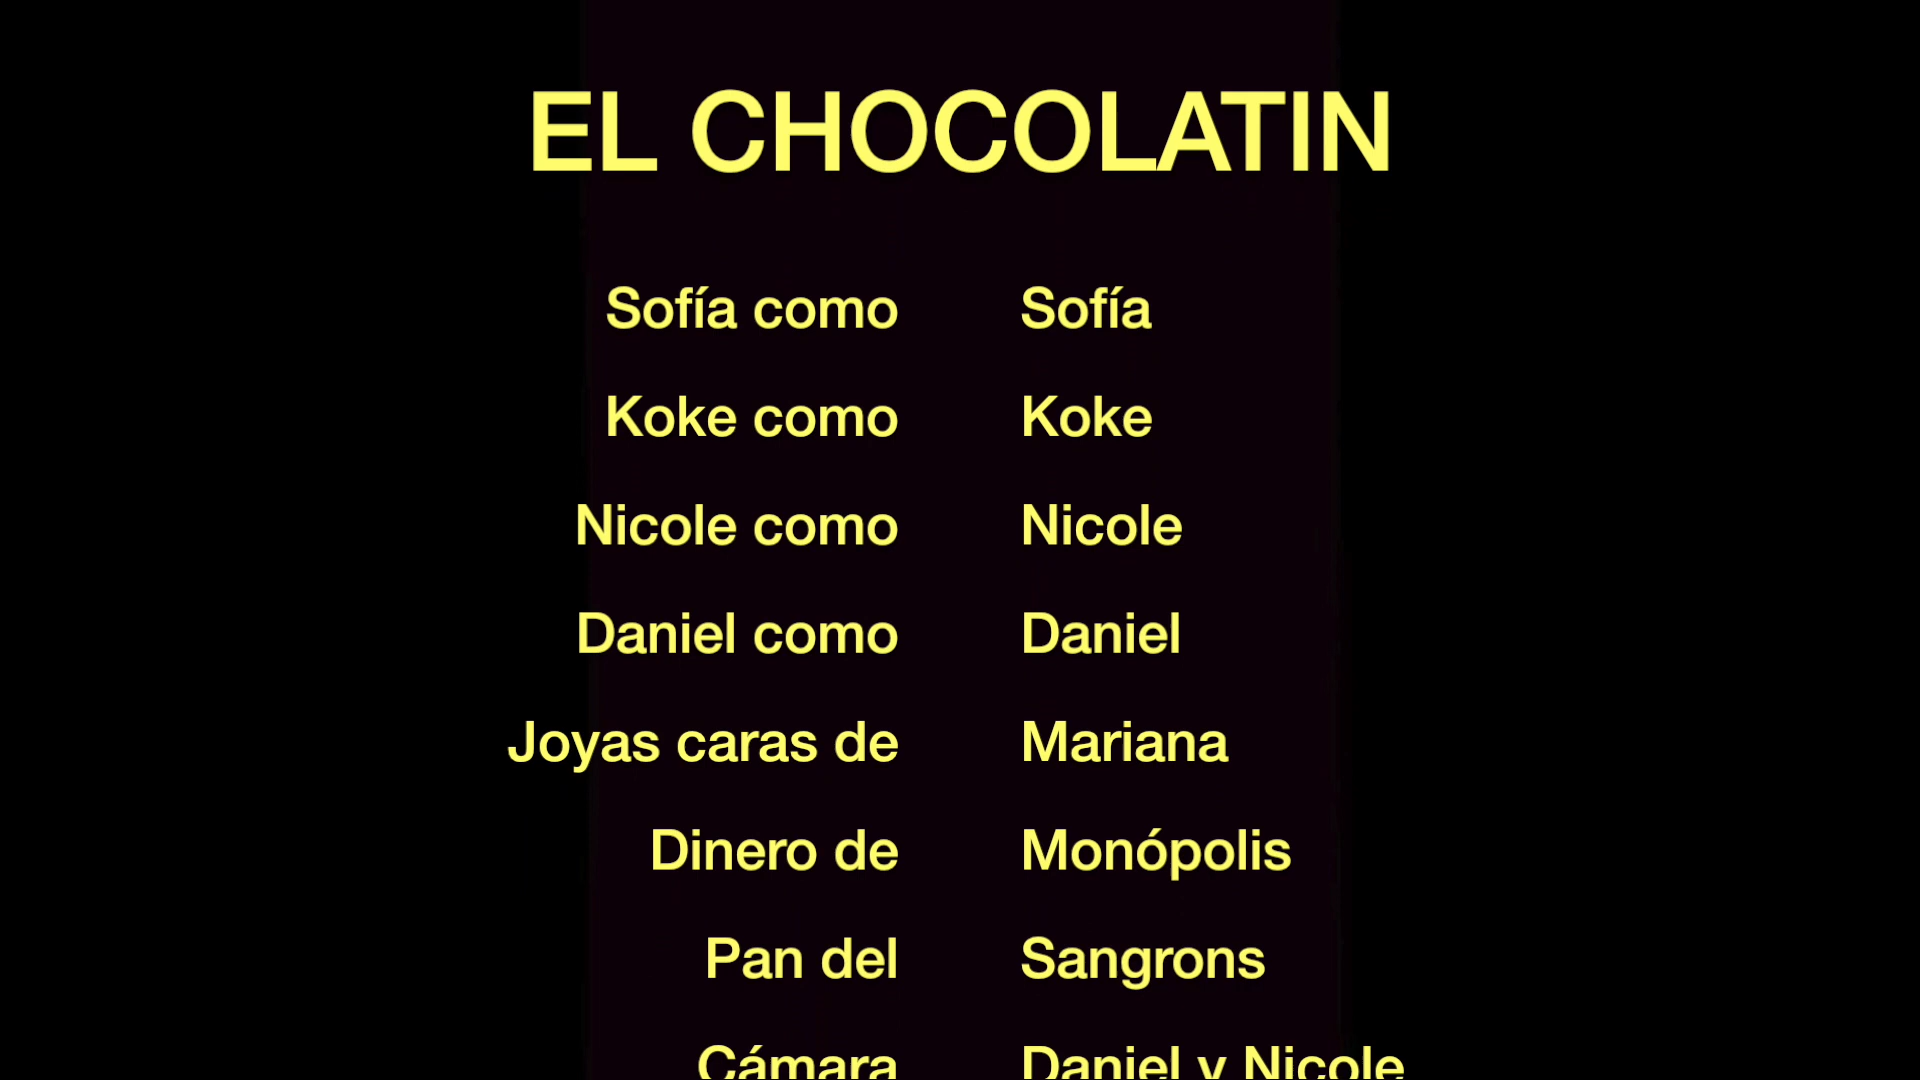 EL CHOCOLATIN
Sofía como Sofía
Koke como Koke
Nicole como Nicole
Daniel como Daniel
Joyas caras de Mariana
Dinero de Monópolis
Pan del Sangrons
Cámara Daniel y Nicole